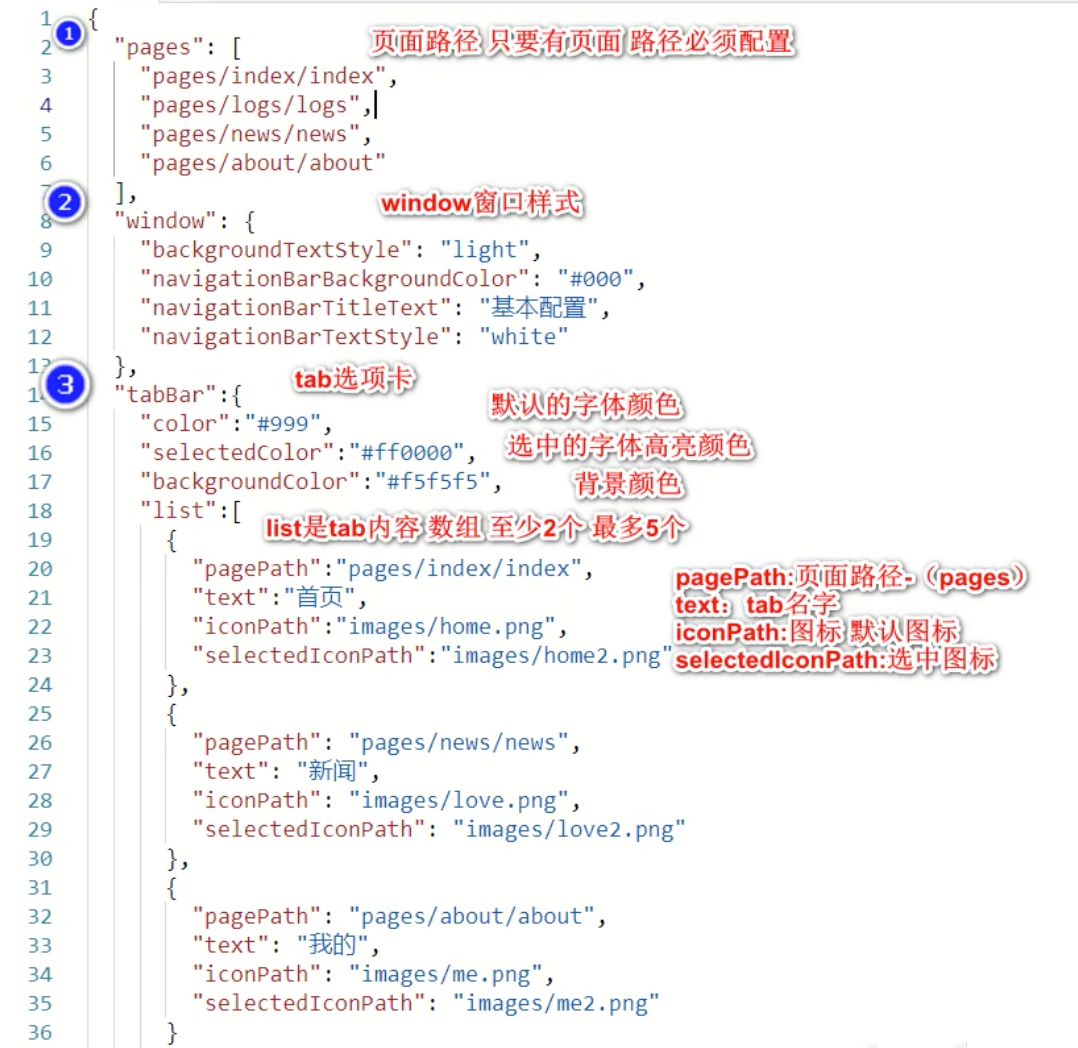 1 {
1
2 "pages": [ 页面路径 只要有页面 路径必须配置
3 "pages/index/index",
4 "pages/logs/logs",
5 "pages/news/news",
6 "pages/about/about"
7 ],
2
window窗口样式
8 "window": {
9 "backgroundTextStyle": "light",
10 "navigationBarBackgroundColor": "#000",
11 "navigationBarTitleText": "基本配置",
12 "navigationBarTextStyle": "white"
13 },
3
tab选项卡
14 "tabBar":{
默认的字体颜色
15 "color":"#999",
16 "selectedColor":"#ff0000", 选中的字体高亮颜色
17 "backgroundColor":"#f5f5f5", 背景颜色
18 "list":[
list是tab内容 数组 至少2个 最多5个
19 {
20 "pagePath":"pages/index/index",
pagePath:页面路径-（pages）
21 "text":"首页",
text：tab名字
22 "iconPath":"images/home.png",
iconPath:图标 默认图标
23 "selectedIconPath":"images/home2.png"
selectedIconPath:选中图标
24 },
25 {
26 "pagePath": "pages/news/news",
27 "text": "新闻",
28 "iconPath": "images/love.png",
29 "selectedIconPath": "images/love2.png"
30 },
31 {
32 "pagePath": "pages/about/about",
33 "text": "我的",
34 "iconPath": "images/me.png",
35 "selectedIconPath": "images/me2.png"
36 }